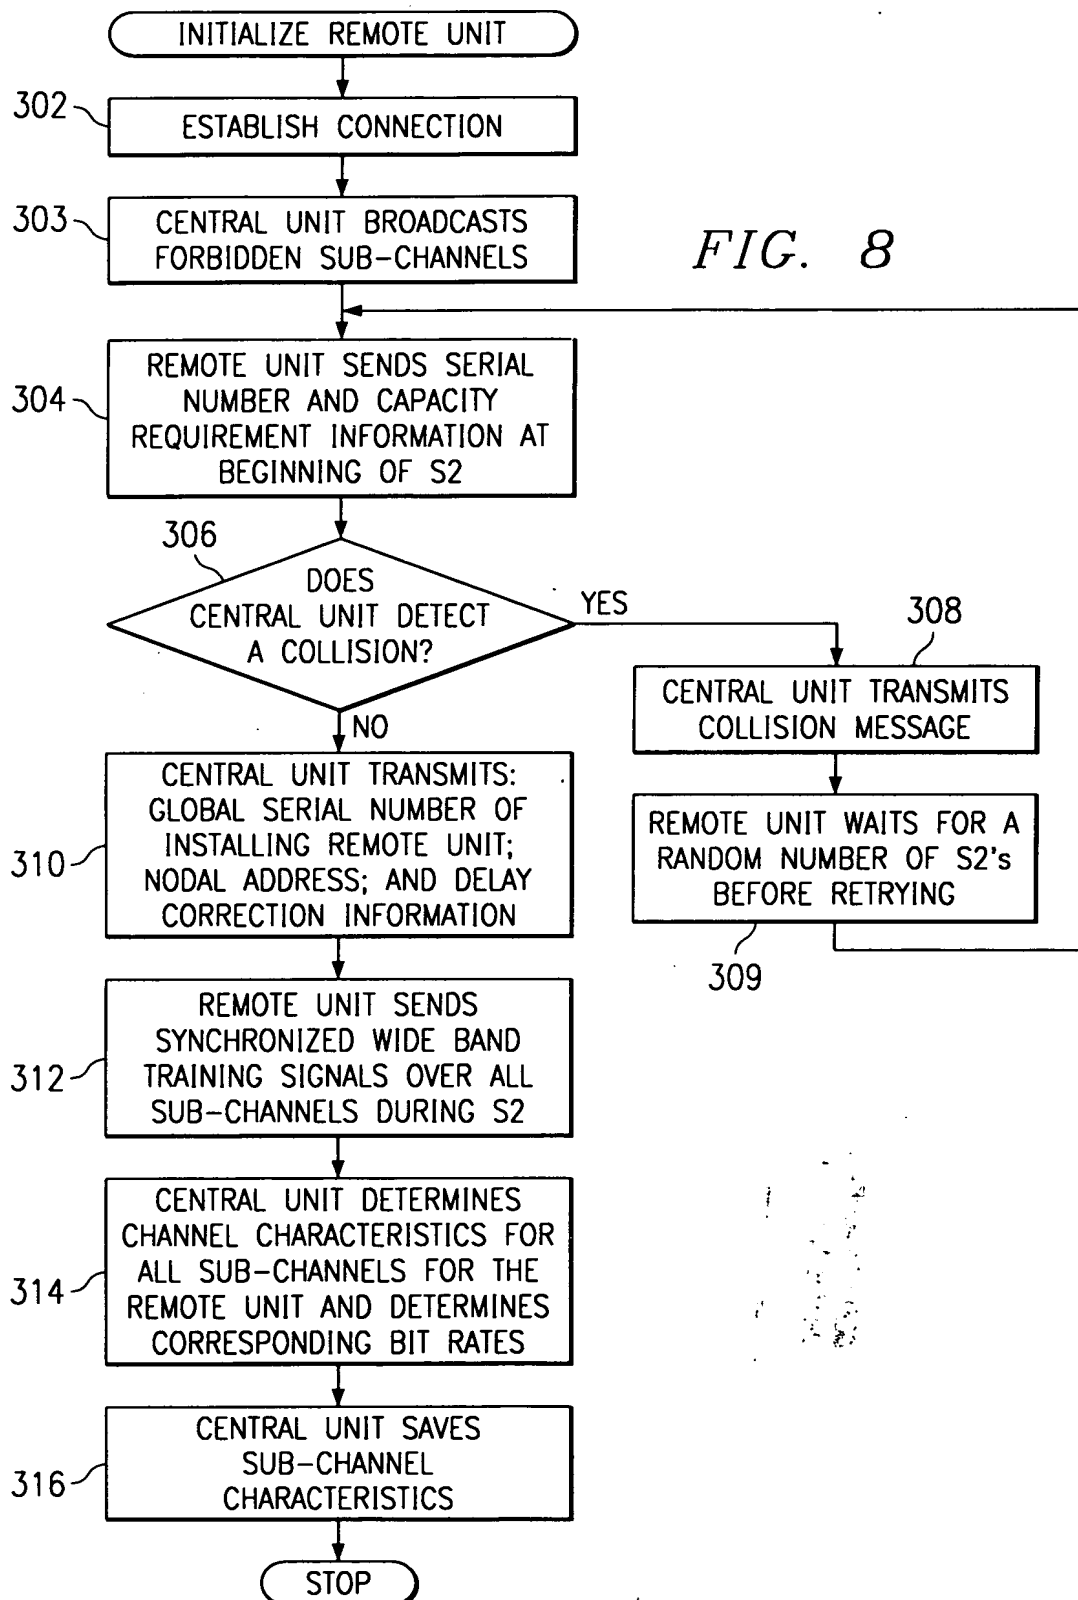 INITIALIZE REMOTE UNIT
302
ESTABLISH CONNECTION
303
CENTRAL UNIT BROADCASTS
FORBIDDEN SUB-CHANNELS
FIG. 8
304
REMOTE UNIT SENDS SERIAL
NUMBER AND CAPACITY
REQUIREMENT INFORMATION AT
BEGINNING OF S2
306
DOES
CENTRAL UNIT DETECT
A COLLISION?
YES
308
CENTRAL UNIT TRANSMITS
COLLISION MESSAGE
REMOTE UNIT WAITS FOR A
RANDOM NUMBER OF S2's
BEFORE RETRYING
309
NO
310
CENTRAL UNIT TRANSMITS:
GLOBAL SERIAL NUMBER OF
INSTALLING REMOTE UNIT;
NODAL ADDRESS; AND DELAY
CORRECTION INFORMATION
312
REMOTE UNIT SENDS
SYNCHRONIZED WIDE BAND
TRAINING SIGNALS OVER ALL
SUB-CHANNELS DURING S2
314
CENTRAL UNIT DETERMINES
CHANNEL CHARACTERISTICS FOR
ALL SUB-CHANNELS FOR THE
REMOTE UNIT AND DETERMINES
CORRESPONDING BIT RATES
316
CENTRAL UNIT SAVES
SUB-CHANNEL
CHARACTERISTICS
STOP